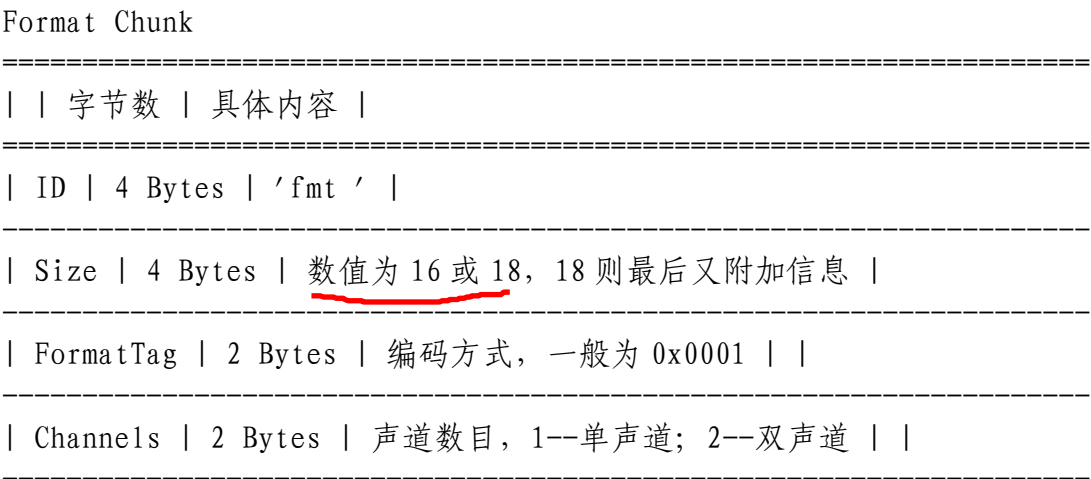 Format Chunk
====================================================================
| | 字节数 | 具体内容 |
====================================================================
| ID | 4 Bytes | 'fmt ' |
--------------------------------------------------------------------
| Size | 4 Bytes | 数值为 16 或 18，18 则最后又附加信息 |
--------------------------------------------------------------------
| FormatTag | 2 Bytes | 编码方式，一般为 0x0001 | |
--------------------------------------------------------------------
| Channels | 2 Bytes | 声道数目，1--单声道；2--双声道 | |
--------------------------------------------------------------------